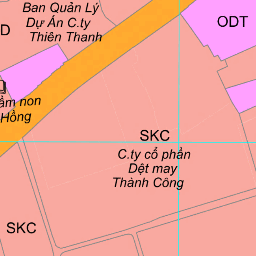 Ban Quản Lý
Dự Án C.ty
Thiên Thanh
ODT
D
non
Hồng
SKC
C.ty cổ phần
Dệt may
Thành Công
SKC